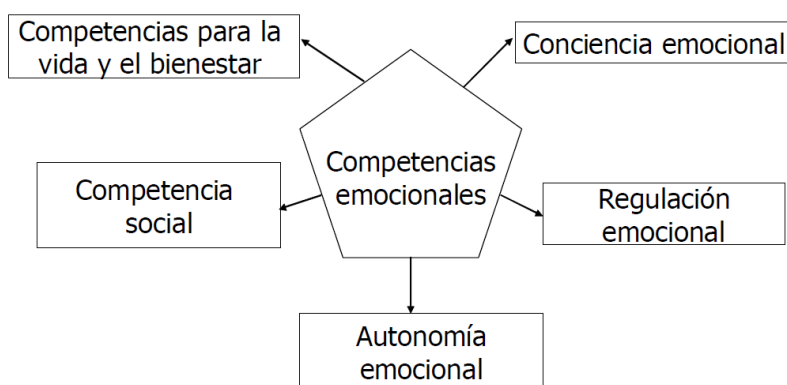 Competencias para la
vida y el bienestar
Conciencia emocional
Competencias
emocionales
Competencia
social
Regulación
emocional
Autonomía
emocional